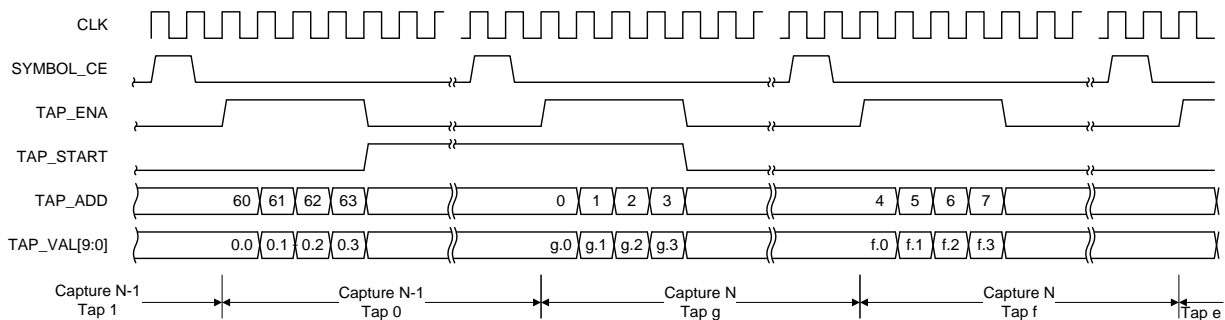 CLK
SYMBOL_CE
TAP_ENA
TAP_START
TAP_ADD 60 61 62 63 0 1 2 3 4 5 6 7
TAP_VAL[9:0] 0.0 0.1 0.2 0.3 g.0 g.1 g.2 g.3 f.0 f.1 f.2 f.3
Capture N-1 Capture N-1 Capture N Capture N
Tap 1 Tap 0 Tap g Tap f Tap e